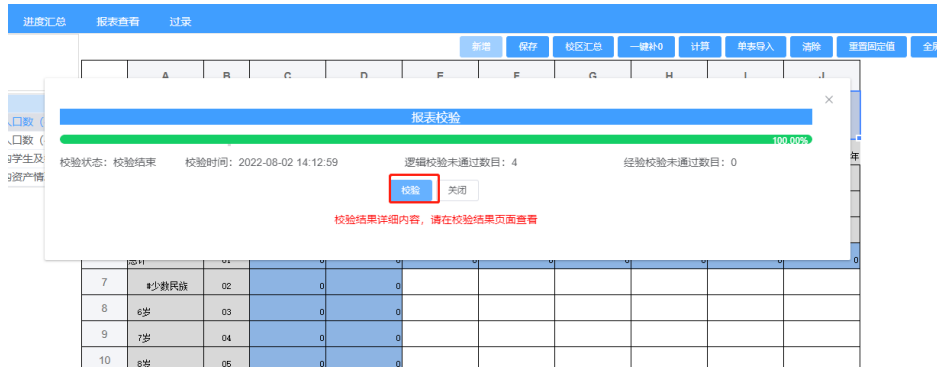 进度汇总 报表查看 过录
新增 保存 校区汇总 一键补0 计算 单表导入 清除 重置固定值
A B C D E F G H I J
报表校验
100.00%
人口数（
人口数（
学生及
资产情
年
校验状态：校验结束 校验时间：2022-08-02 14:12:59 逻辑校验未通过数目：4 经验校验未通过数目：0
校验 关闭
校验结果详细内容，请在校验结果页面查看
总计 01 0 0 0 0 0 0 0 0
7 #少数民族 02 0 0
8 6岁 03 0 0
9 7岁 04 0 0
10 8岁 05 0 0